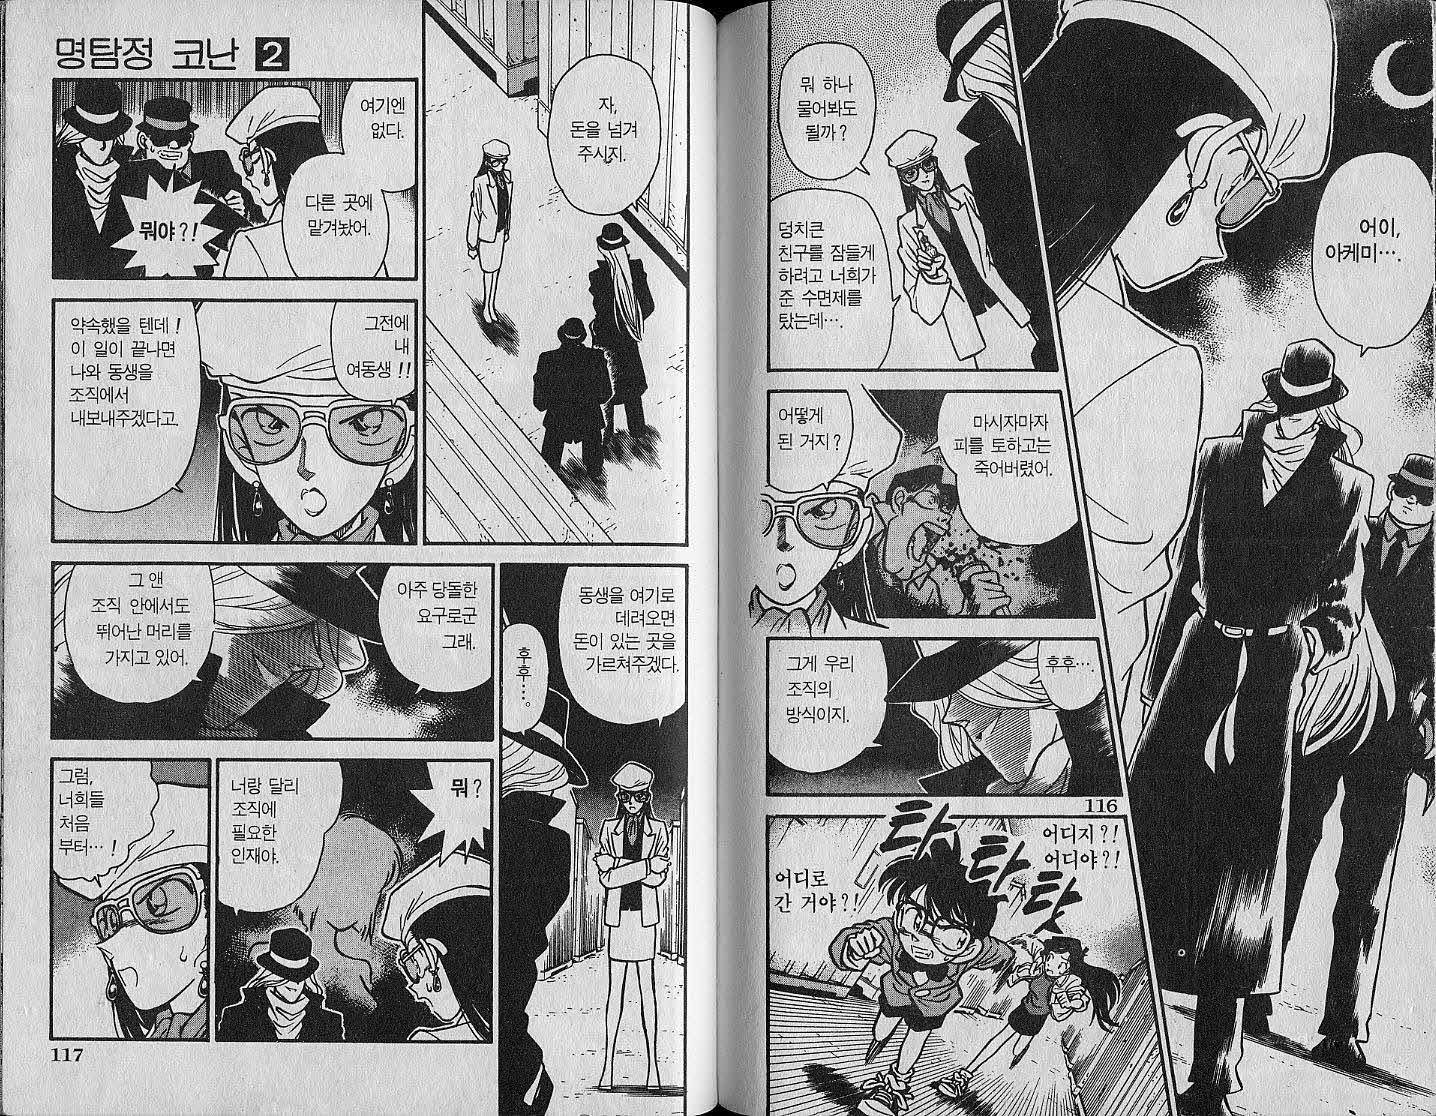 어이,
아케미….
뭐 하나
물어봐도
될까?
덩치큰
친구를 잠들게
하려고 너희가
준 수면제를
탔는데….
마시자마자
피를 토하고는
죽어버렸어.
어떻게
된 거지?
후후….
그게 우리
조직의
방식이지.
116
어디지?!
어디야?!
어디로
간 거야?!
타
타
탁
명탐정 코난 2
자,
돈을 넘겨
주시지.
여기엔
없다.
다른 곳에
맡겨놨어.
뭐야?!
그전에
내
여동생!!
약속했을 텐데!
이 일이 끝나면
나와 동생을
조직에서
내보내주겠다고.
동생을 여기로
데려오면
돈이 있는 곳을
가르쳐주겠다.
후후….
아주 당돌한
요구로군
그래.
그 앤
조직 안에서도
뛰어난 머리를
가지고 있어.
너랑 달리
조직에
필요한
인재야.
뭐?
그럼,
너희들
처음
부터…!
117